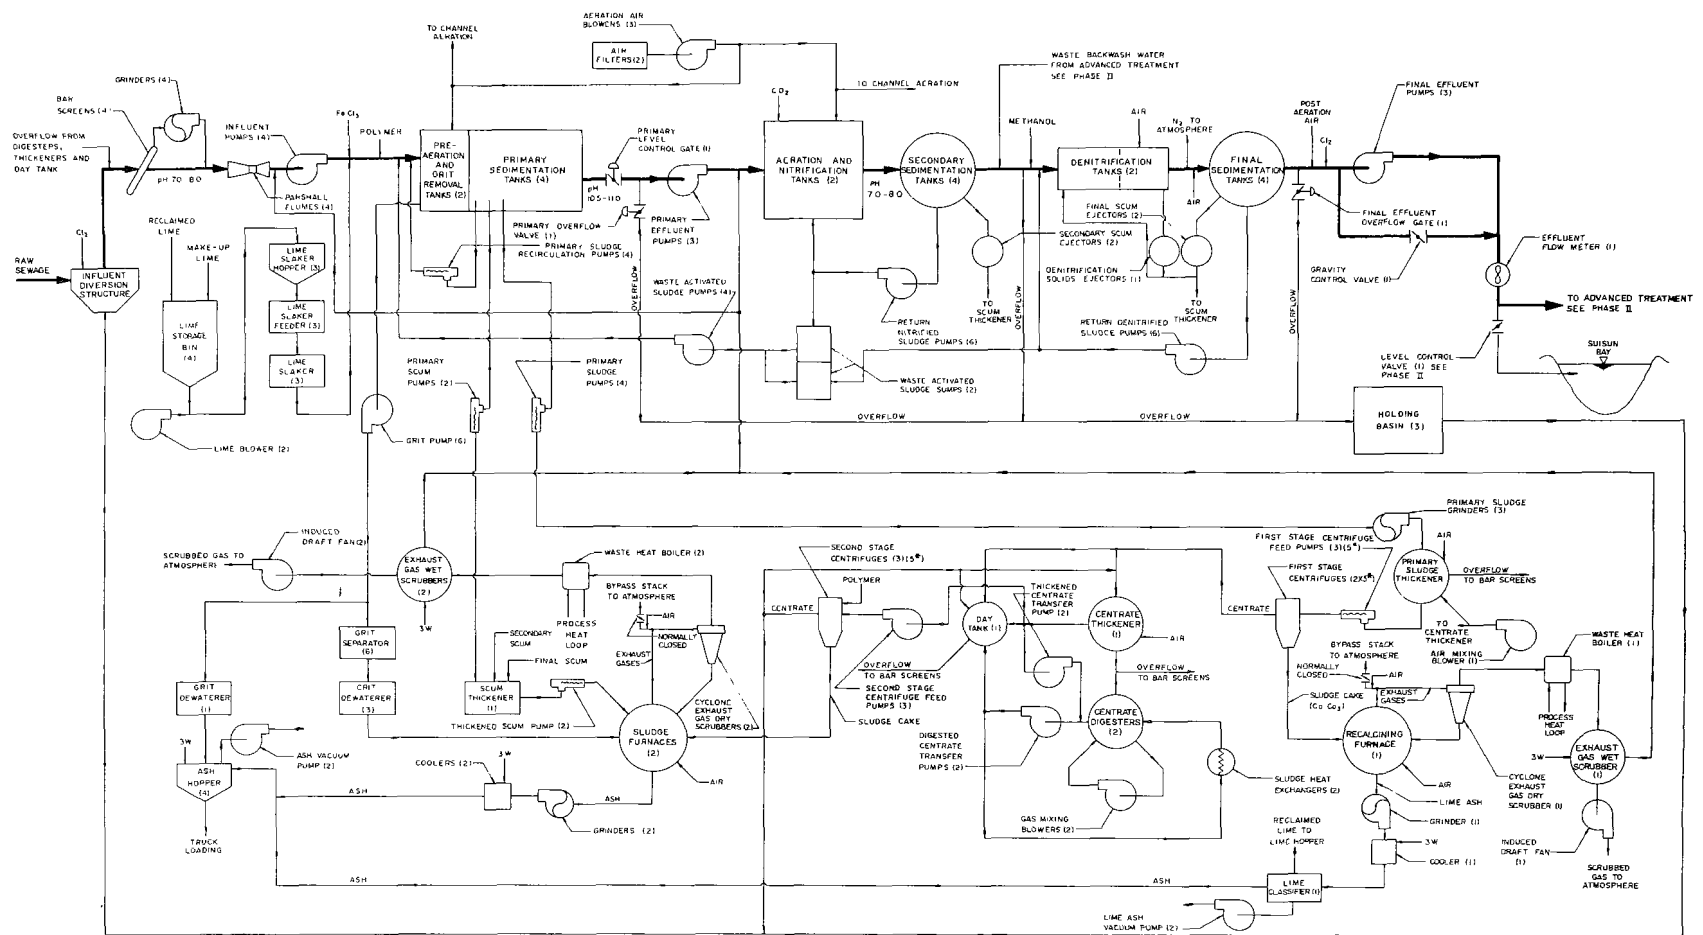 TO CHANNEL
AERATION
AERATION AIR
BLOWERS (3)
AIR
FILTERS(2)
WASTE BACKWASH WATER
FROM ADVANCED TREATMENT
SEE PHASE II
TO CHANNEL AERATION
GRINDERS (4)
BAR
SCREENS (4)
OVERFLOW FROM
DIGESTEPS,
THICKENERS AND
DAY TANK
pH 7.0 8.0
INFLUENT
PUMPS (4)
PARSHALL
FLUMES (4)
FeCl3
POLYMER
PRE-
AERATION
AND
GRIT
REMOVAL
TANKS (2)
PRIMARY
SEDIMENTATION
TANKS (4)
PRIMARY
LEVEL
CONTROL GATE (1)
pH
10.5-11.0
PRIMARY OVERFLOW
VALVE (1)
PRIMARY
EFFLUENT
PUMPS (3)
PRIMARY SLUDGE
RECIRCULATION PUMPS (4)
CO2
AERATION AND
NITRIFICATION
TANKS (2)
PH
7.0-8.0
SECONDARY
SEDIMENTATION
TANKS (4)
METHANOL
AIR
DENITRIFICATION
TANKS (2)
N2 TO
ATMOSPHERE
AIR
FINAL
SEDIMENTATION
TANKS (4)
POST
AERATION
AIR
Cl2
FINAL EFFLUENT
PUMPS (3)
FINAL EFFLUENT
OVERFLOW GATE (1)
EFFLUENT
FLOW METER (1)
GRAVITY
CONTROL VALVE (1)
TO ADVANCED TREATMENT
SEE PHASE II
LEVEL CONTROL
VALVE (1) SEE
PHASE II
SUISUN
BAY
FINAL SCUM
EJECTORS (2)
SECONDARY SCUM
EJECTORS (2)
DENITRIFICATION
SOLIDS EJECTORS (1)
TO
SCUM
THICKENER
TO
SCUM
THICKENER
RETURN
NITRIFIED
SLUDGE PUMPS (6)
RETURN DENITRIFIED
SLUDGE PUMPS (6)
WASTE ACTIVATED
SLUDGE PUMPS (4)
WASTE ACTIVATED
SLUDGE SUMPS (2)
OVERFLOW
OVERFLOW
OVERFLOW
OVERFLOW
OVERFLOW
HOLDING
BASIN (3)
Cl2
RAW
SEWAGE
INFLUENT
DIVERSION
STRUCTURE
RECLAIMED
LIME
MAKE-UP
LIME
LIME
STORAGE
BIN
(4)
LIME
SLAKER
HOPPER (3)
LIME
SLAKER
FEEDER (3)
LIME
SLAKER
(3)
LIME BLOWER (2)
GRIT PUMP (6)
PRIMARY
SCUM
PUMPS (2)
PRIMARY
SLUDGE
PUMPS (4)
INDUCED
DRAFT FAN(2)
SCRUBBED GAS TO
ATMOSPHERE
EXHAUST
GAS WET
SCRUBBERS
(2)
3W
WASTE HEAT BOILER (2)
BYPASS STACK
TO ATMOSPHERE
AIR
PROCESS
HEAT
LOOP
NORMALLY
CLOSED
EXHAUST
GASES
GRIT
SEPARATOR
(6)
GRIT
DEWATERER
(1)
GRIT
DEWATERER
(3)
SECONDARY
SCUM
FINAL SCUM
SCUM
THICKENER
(1)
THICKENED SCUM PUMP (2)
CYCLONE
EXHAUST
GAS DRY
SCRUBBERS (2)
SLUDGE
FURNACES
(2)
AIR
3W
ASH
HOPPER
(4)
ASH VACUUM
PUMP (2)
TRUCK
LOADING
COOLERS (2)
3W
ASH
ASH
GRINDERS (2)
ASH
ASH
SECOND STAGE
CENTRIFUGES (3)(5*)
POLYMER
CENTRATE
THICKENED
CENTRATE
TRANSFER
PUMP (2)
DAY
TANK (1)
CENTRATE
THICKENER
(1)
AIR
OVERFLOW
TO BAR SCREENS
OVERFLOW
TO BAR SCREENS
SECOND STAGE
CENTRIFUGE FEED
PUMPS (3)
SLUDGE CAKE
DIGESTED
CENTRATE
TRANSFER
PUMPS (2)
CENTRATE
DIGESTERS
(2)
GAS MIXING
BLOWERS (2)
SLUDGE HEAT
EXCHANGERS (2)
PRIMARY SLUDGE
GRINDERS (3)
FIRST STAGE CENTRIFUGE
FEED PUMPS (3)(5*)
FIRST STAGE
CENTRIFUGES (2)(3*)
CENTRATE
AIR
PRIMARY
SLUDGE
THICKENER
OVERFLOW
TO BAR SCREENS
TO
CENTRATE
THICKENER
AIR MIXING
BLOWER (1)
WASTE HEAT
BOILER (1)
BYPASS STACK
TO ATMOSPHERE
NORMALLY
CLOSED
AIR
EXHAUST
GASES
SLUDGE CAKE
(Ca Co3)
RECALCINING
FURNACE
(1)
AIR
PROCESS
HEAT
LOOP
3W
EXHAUST
GAS WET
SCRUBBER
(1)
CYCLONE
EXHAUST
GAS DRY
SCRUBBER (1)
LIME ASH
GRINDER (1)
3W
COOLER (1)
INDUCED
DRAFT FAN
(1)
SCRUBBED
GAS TO
ATMOSPHERE
RECLAIMED
LIME TO
LIME HOPPER
LIME
CLASSIFIER(1)
LIME ASH
VACUUM PUMP (2)